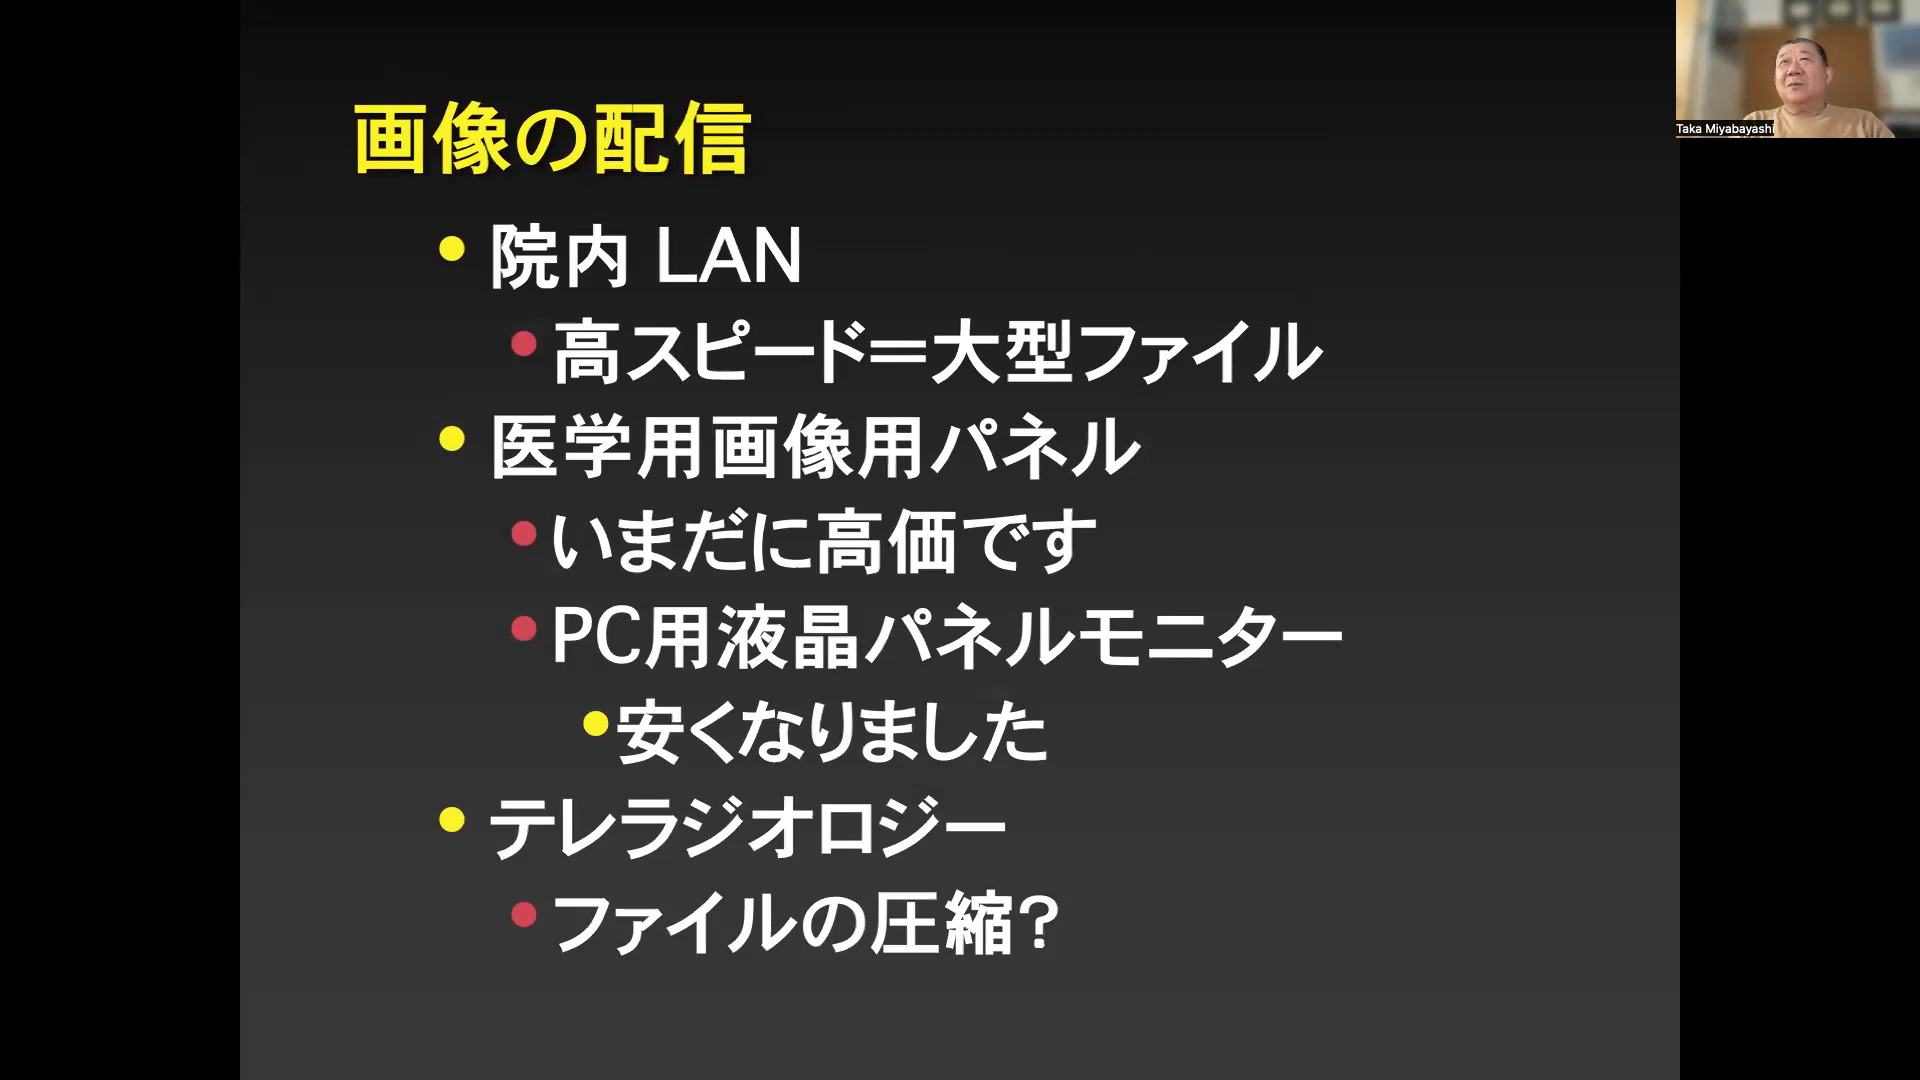 画像の配信
Taka Miyabayashi
• 院内 LAN
• 高スピード＝大型ファイル
• 医学用画像用パネル
• いまだに高価です
• PC用液晶パネルモニター
• 安くなりました
• テレラジオロジー
• ファイルの圧縮?